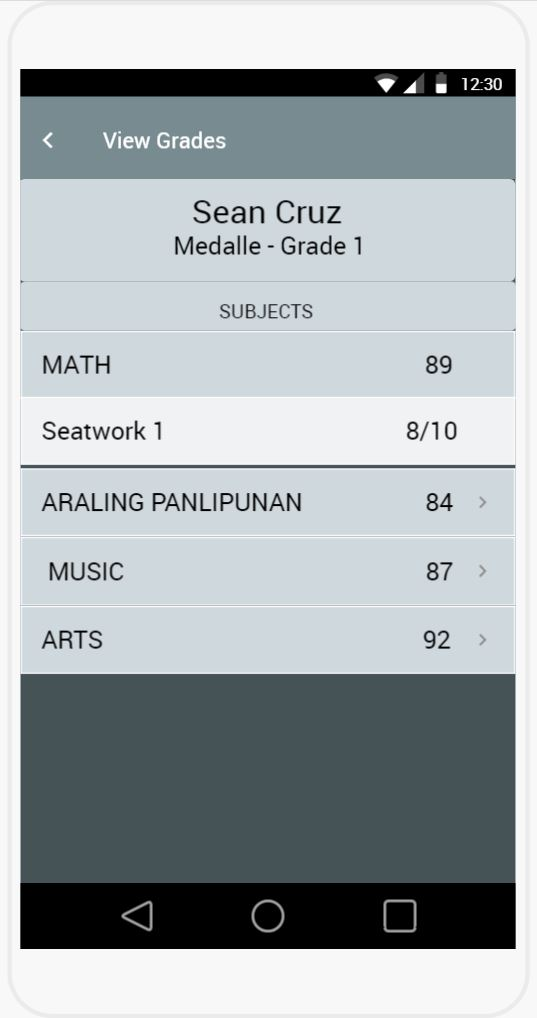 12:30
View Grades
Sean Cruz
Medalle - Grade 1
SUBJECTS
MATH 89
Seatwork 1 8/10
ARALING PANLIPUNAN 84
MUSIC 87
ARTS 92